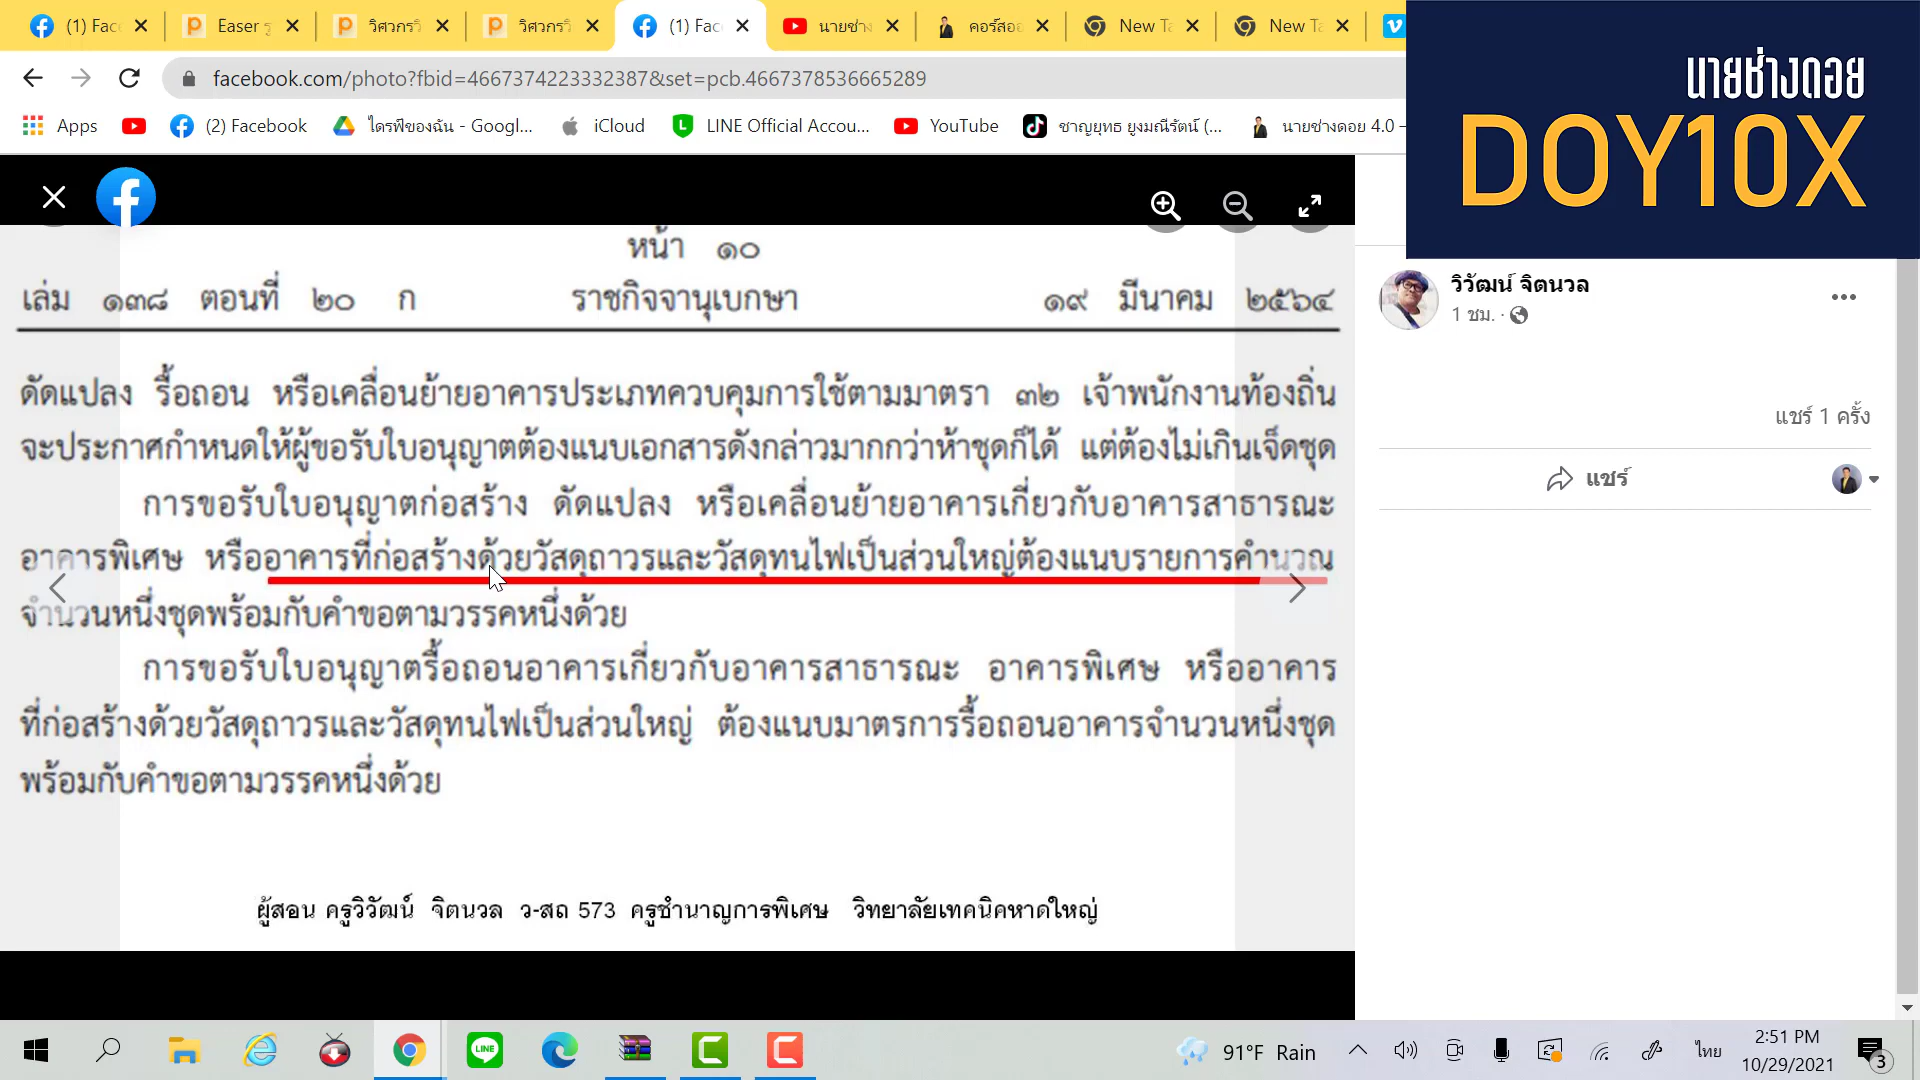 (1) Fac
Easer รู
วิศวกรวิ
วิศวกรวิ
(1) Fac
นายช่าง
คอร์สออ
New Ta
New Ta
facebook.com/photo?fbid=4667374223332387&set=pcb.4667378536665289
Apps
(2) Facebook
ไดรฟ์ของฉัน - Googl...
iCloud
LINE Official Accou...
YouTube
ชาญยุทธ ยูงมณีรัตน์ (...
นายช่างดอย 4.0 –
นายช่างดอย
DOY10X
หน้า ๑๐
เล่ม ๑๓๘ ตอนที่ ๒๐ ก ราชกิจจานุเบกษา ๑๙ มีนาคม ๒๕๖๔
ดัดแปลง รื้อถอน หรือเคลื่อนย้ายอาคารประเภทควบคุมการใช้ตามมาตรา ๓๒ เจ้าพนักงานท้องถิ่น
จะประกาศกำหนดให้ผู้ขอรับใบอนุญาตต้องแนบเอกสารดังกล่าวมากกว่าห้าชุดก็ได้ แต่ต้องไม่เกินเจ็ดชุด
การขอรับใบอนุญาตก่อสร้าง ดัดแปลง หรือเคลื่อนย้ายอาคารเกี่ยวกับอาคารสาธารณะ
อาคารพิเศษ หรืออาคารที่ก่อสร้างด้วยวัสดุถาวรและวัสดุทนไฟเป็นส่วนใหญ่ต้องแนบรายการคำนวณ
จำนวนหนึ่งชุดพร้อมกับคำขอตามวรรคหนึ่งด้วย
การขอรับใบอนุญาตรื้อถอนอาคารเกี่ยวกับอาคารสาธารณะ อาคารพิเศษ หรืออาคาร
ที่ก่อสร้างด้วยวัสดุถาวรและวัสดุทนไฟเป็นส่วนใหญ่ ต้องแนบมาตรการรื้อถอนอาคารจำนวนหนึ่งชุด
พร้อมกับคำขอตามวรรคหนึ่งด้วย
ผู้สอน ครูวิวัฒน์ จิตนวล ว-สถ 573 ครูชำนาญการพิเศษ วิทยาลัยเทคนิคหาดใหญ่
วิวัฒน์ จิตนวล
1 ชม. ·
แชร์ 1 ครั้ง
แชร์
LINE
91°F Rain
ไทย
2:51 PM
10/29/2021
3